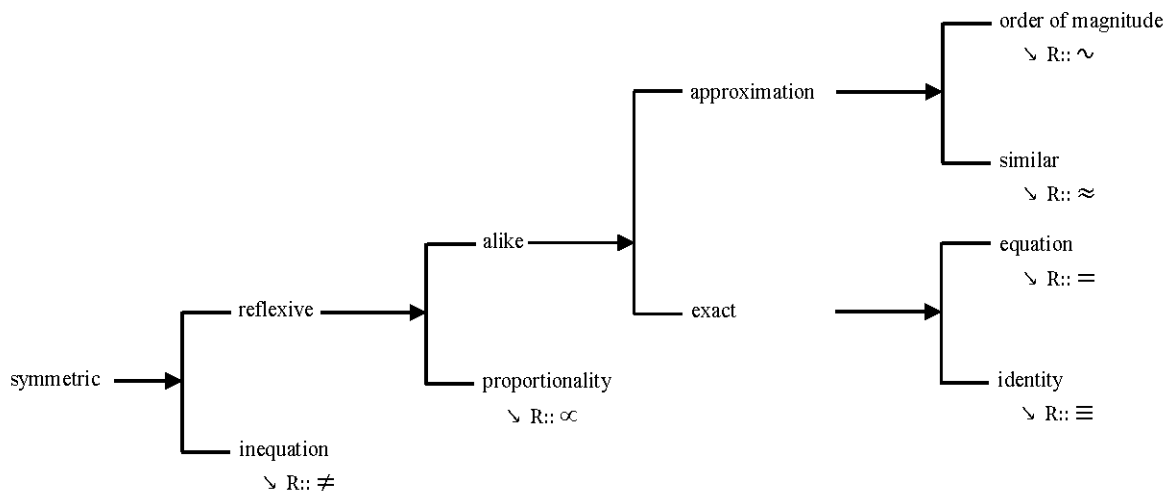 order of magnitude
↘ R:: ∿
approximation
similar
↘ R:: ≈
alike
equation
↘ R:: =
reflexive
exact
symmetric
proportionality
↘ R:: ∝
identity
↘ R:: ≡
inequation
↘ R:: ≠